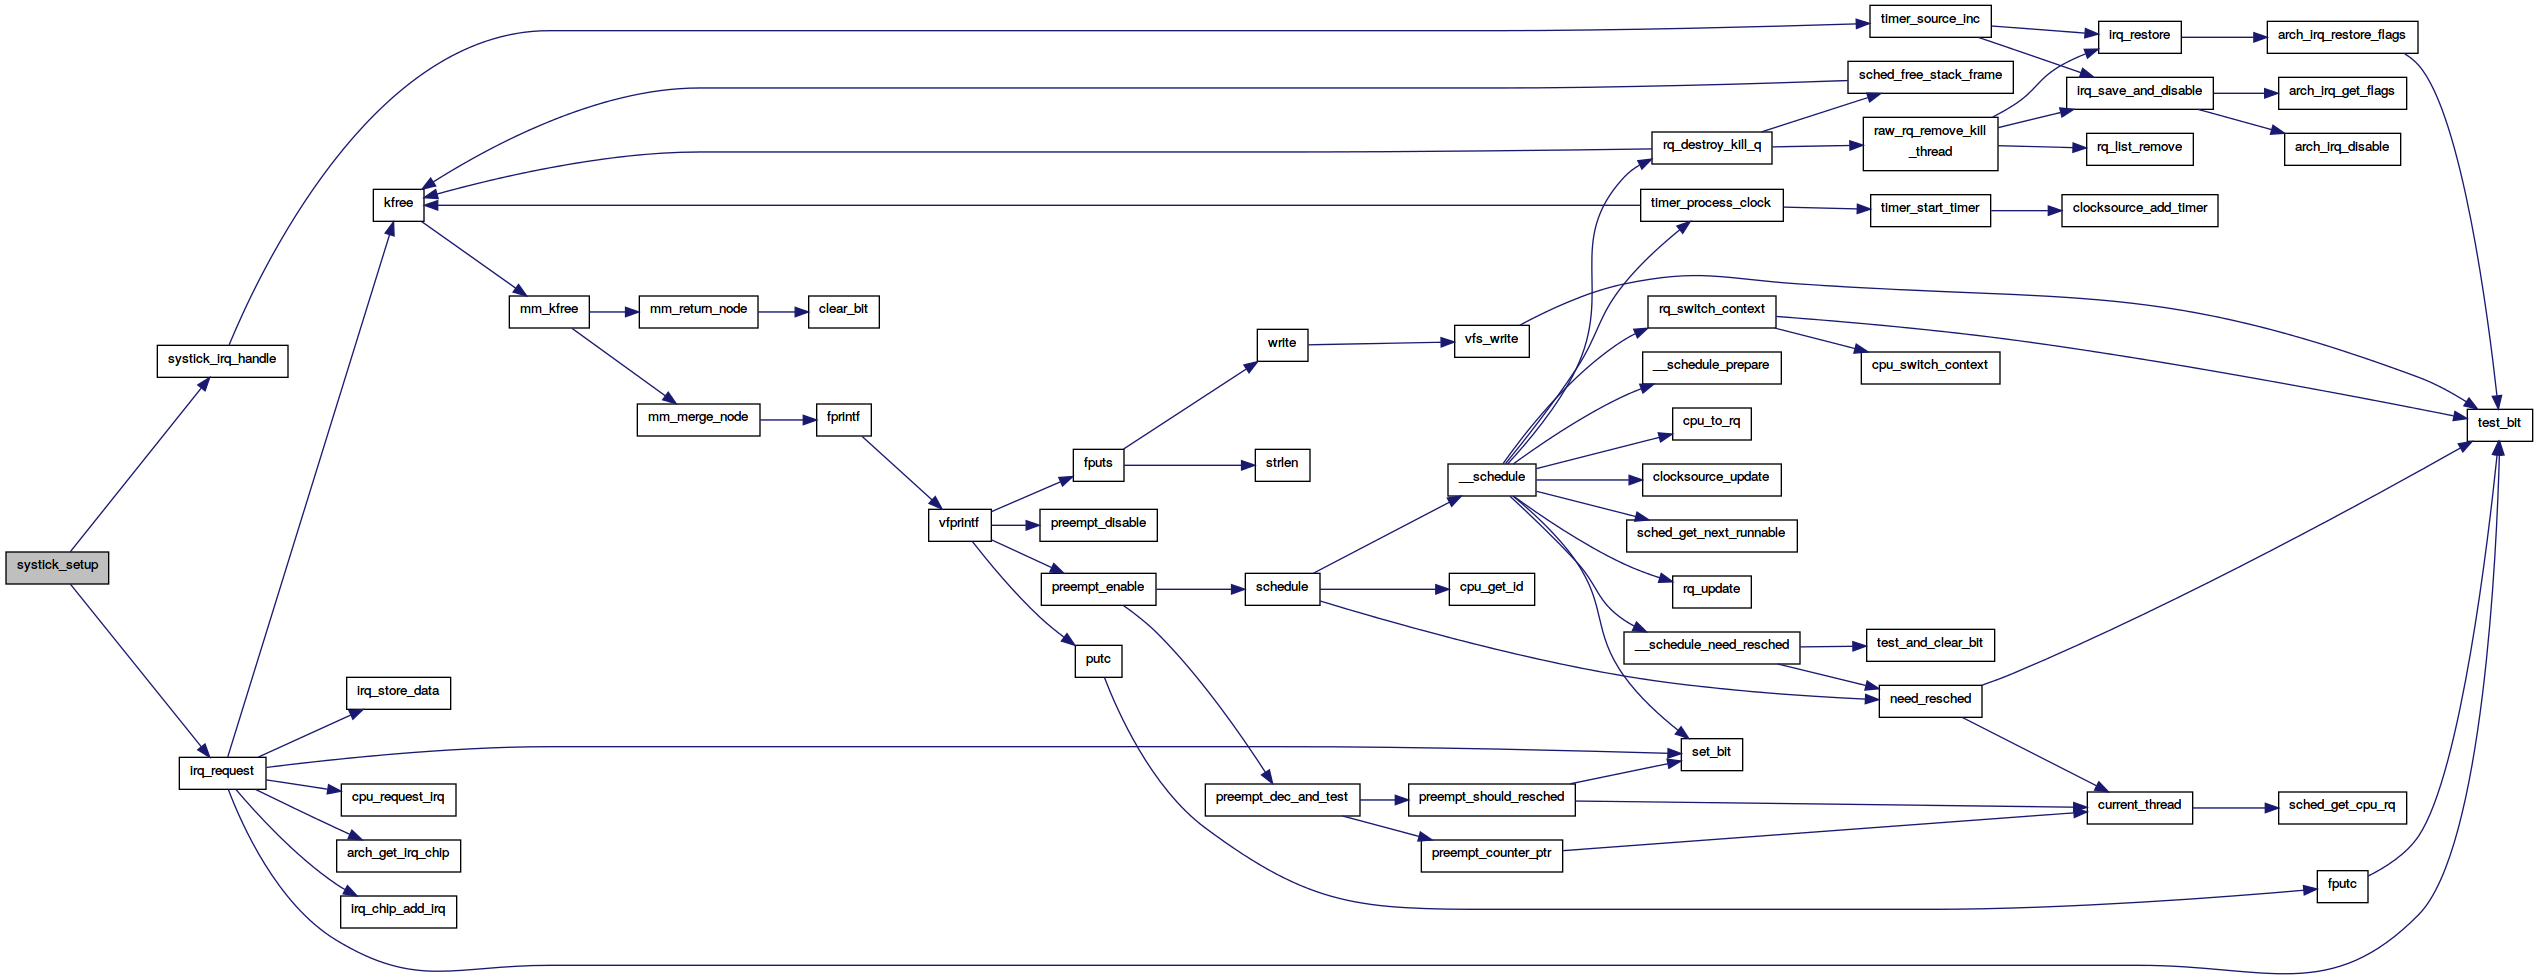 timer_source_inc
irq_restore
arch_irq_restore_flags
sched_free_stack_frame
irq_save_and_disable
arch_irq_get_flags
rq_destroy_kill_q
raw_rq_remove_kill
_thread
rq_list_remove
arch_irq_disable
kfree
timer_process_clock
timer_start_timer
clocksource_add_timer
mm_kfree
mm_return_node
clear_bit
rq_switch_context
systick_irq_handle
write
vfs_write
__schedule_prepare
cpu_switch_context
mm_merge_node
fprintf
cpu_to_rq
test_bit
fputs
strlen
__schedule
clocksource_update
vfprintf
preempt_disable
sched_get_next_runnable
systick_setup
preempt_enable
schedule
cpu_get_id
rq_update
putc
__schedule_need_resched
test_and_clear_bit
irq_store_data
need_resched
irq_request
set_bit
cpu_request_irq
preempt_dec_and_test
preempt_should_resched
current_thread
sched_get_cpu_rq
arch_get_irq_chip
preempt_counter_ptr
irq_chip_add_irq
fputc